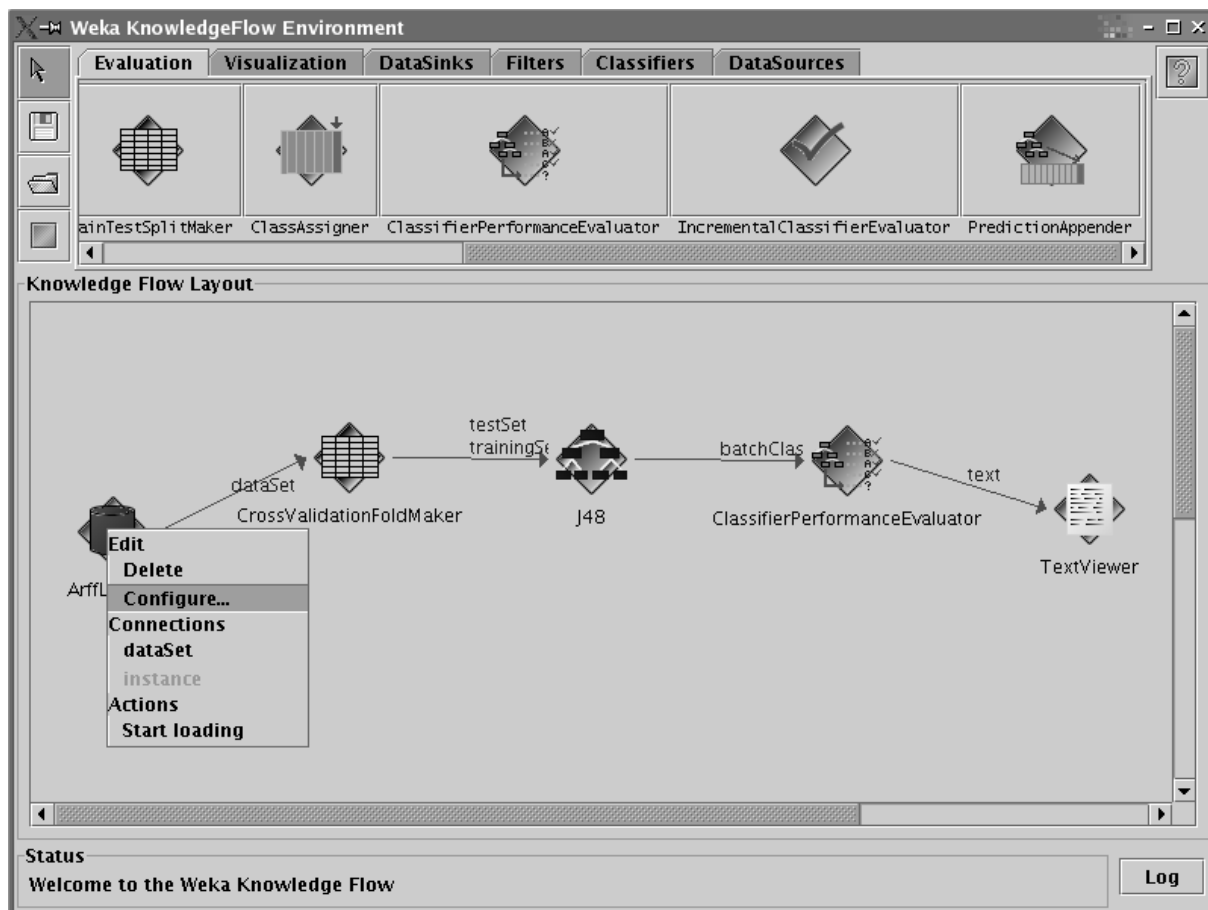 Weka KnowledgeFlow Environment
Evaluation Visualization DataSinks Filters Classifiers DataSources
ainTestSplitMaker ClassAssigner ClassifierPerformanceEvaluator IncrementalClassifierEvaluator PredictionAppender
Knowledge Flow Layout
testSet
trainingSe
batchClas
text
dataSet
CrossValidationFoldMaker
J48
ClassifierPerformanceEvaluator
TextViewer
ArffL
Edit
Delete
Configure...
Connections
dataSet
instance
Actions
Start loading
Status
Welcome to the Weka Knowledge Flow
Log